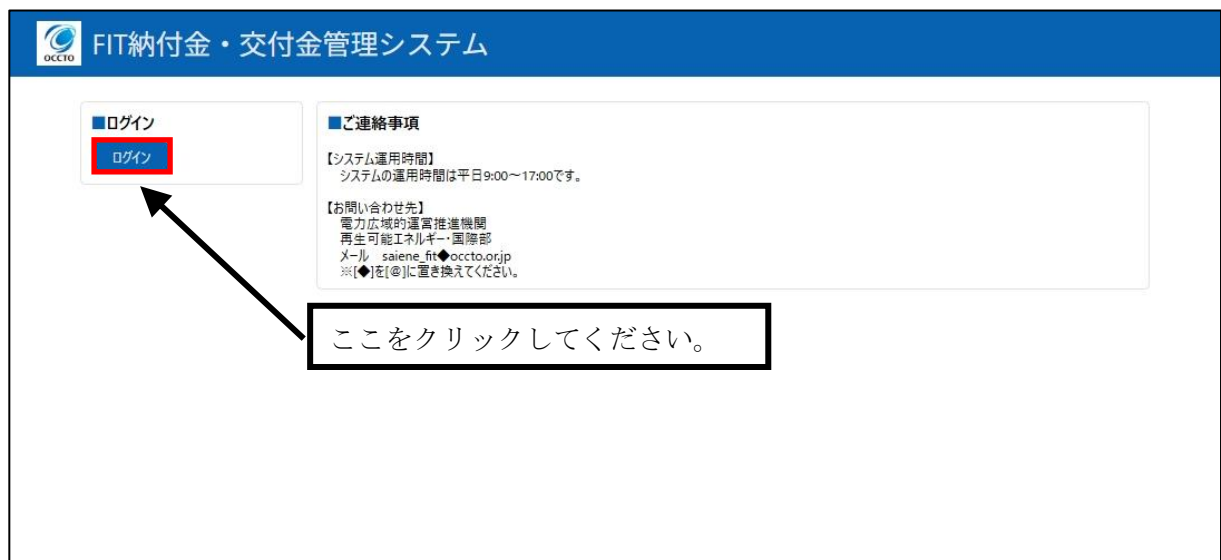 OCCTO
FIT納付金・交付金管理システム
■ログイン
ログイン
■ご連絡事項
【システム運用時間】
システムの運用時間は平日9:00～17:00です。
【お問い合わせ先】
電力広域的運営推進機関
再生可能エネルギー・国際部
メール saiene_fit◆occto.or.jp
※[◆]を[@]に置き換えてください。
ここをクリックしてください。